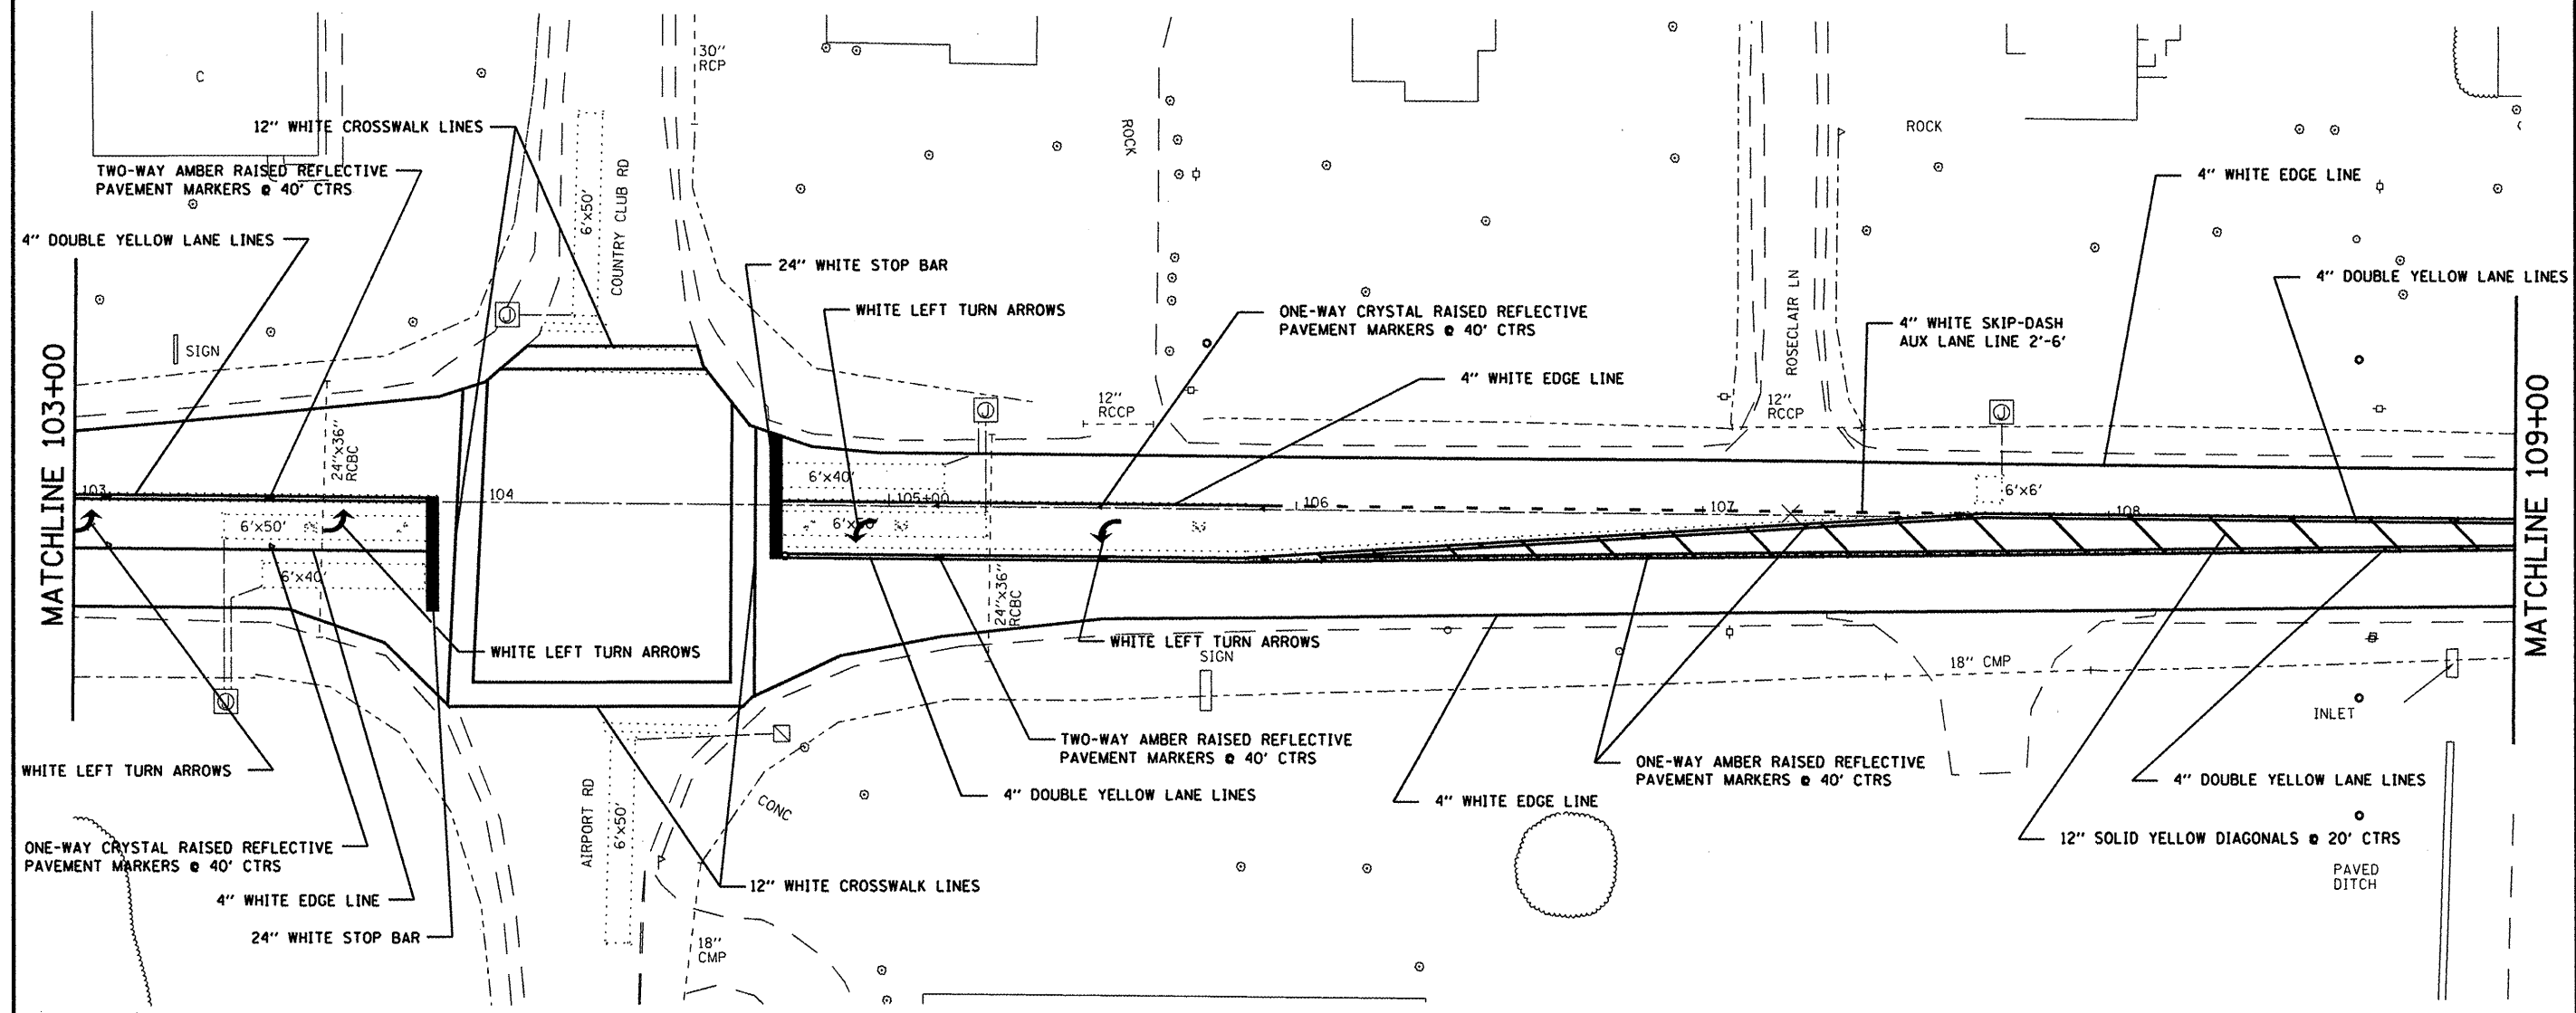 30"
RCP
C
12" WHITE CROSSWALK LINES
ROCK
ROCK
TWO-WAY AMBER RAISED REFLECTIVE
PAVEMENT MARKERS @ 40' CTRS
6'x50'
COUNTRY CLUB RD
4" WHITE EDGE LINE
4" DOUBLE YELLOW LANE LINES
24" WHITE STOP BAR
4" DOUBLE YELLOW LANE LINES
WHITE LEFT TURN ARROWS
ONE-WAY CRYSTAL RAISED REFLECTIVE
PAVEMENT MARKERS @ 40' CTRS
ROSECLAIR LN
4" WHITE SKIP-DASH
AUX LANE LINE 2'-6'
J
SIGN
MATCHLINE 103+00
4" WHITE EDGE LINE
12"
RCCP
12"
RCCP
J
J
MATCHLINE 109+00
24"x36"
RCBC
6'x40'
103
104
105+00
106
107
108
6'x6'
6'x50'
6'x40'
24"x36"
RCBC
WHITE LEFT TURN ARROWS
WHITE LEFT TURN ARROWS
SIGN
18" CMP
J
INLET
WHITE LEFT TURN ARROWS
TWO-WAY AMBER RAISED REFLECTIVE
PAVEMENT MARKERS @ 40' CTRS
ONE-WAY AMBER RAISED REFLECTIVE
PAVEMENT MARKERS @ 40' CTRS
4" DOUBLE YELLOW LANE LINES
4" DOUBLE YELLOW LANE LINES
4" WHITE EDGE LINE
CONC
AIRPORT RD
6'x50'
12" SOLID YELLOW DIAGONALS @ 20' CTRS
ONE-WAY CRYSTAL RAISED REFLECTIVE
PAVEMENT MARKERS @ 40' CTRS
PAVED
DITCH
12" WHITE CROSSWALK LINES
4" WHITE EDGE LINE
24" WHITE STOP BAR
18"
CMP